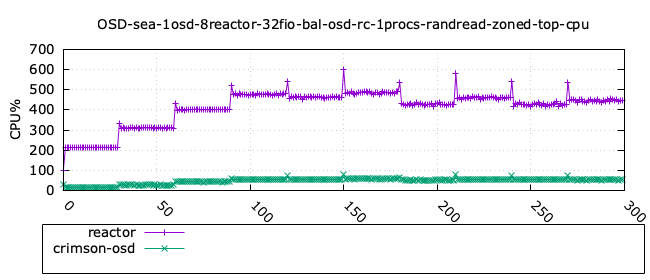 OSD-sea-1osd-8reactor-32fio-bal-osd-rc-1procs-randread-zoned-top-cpu
700
600
500
400
300
200
100
0
CPU%
0 50 100 150 200 250 300
reactor
crimson-osd